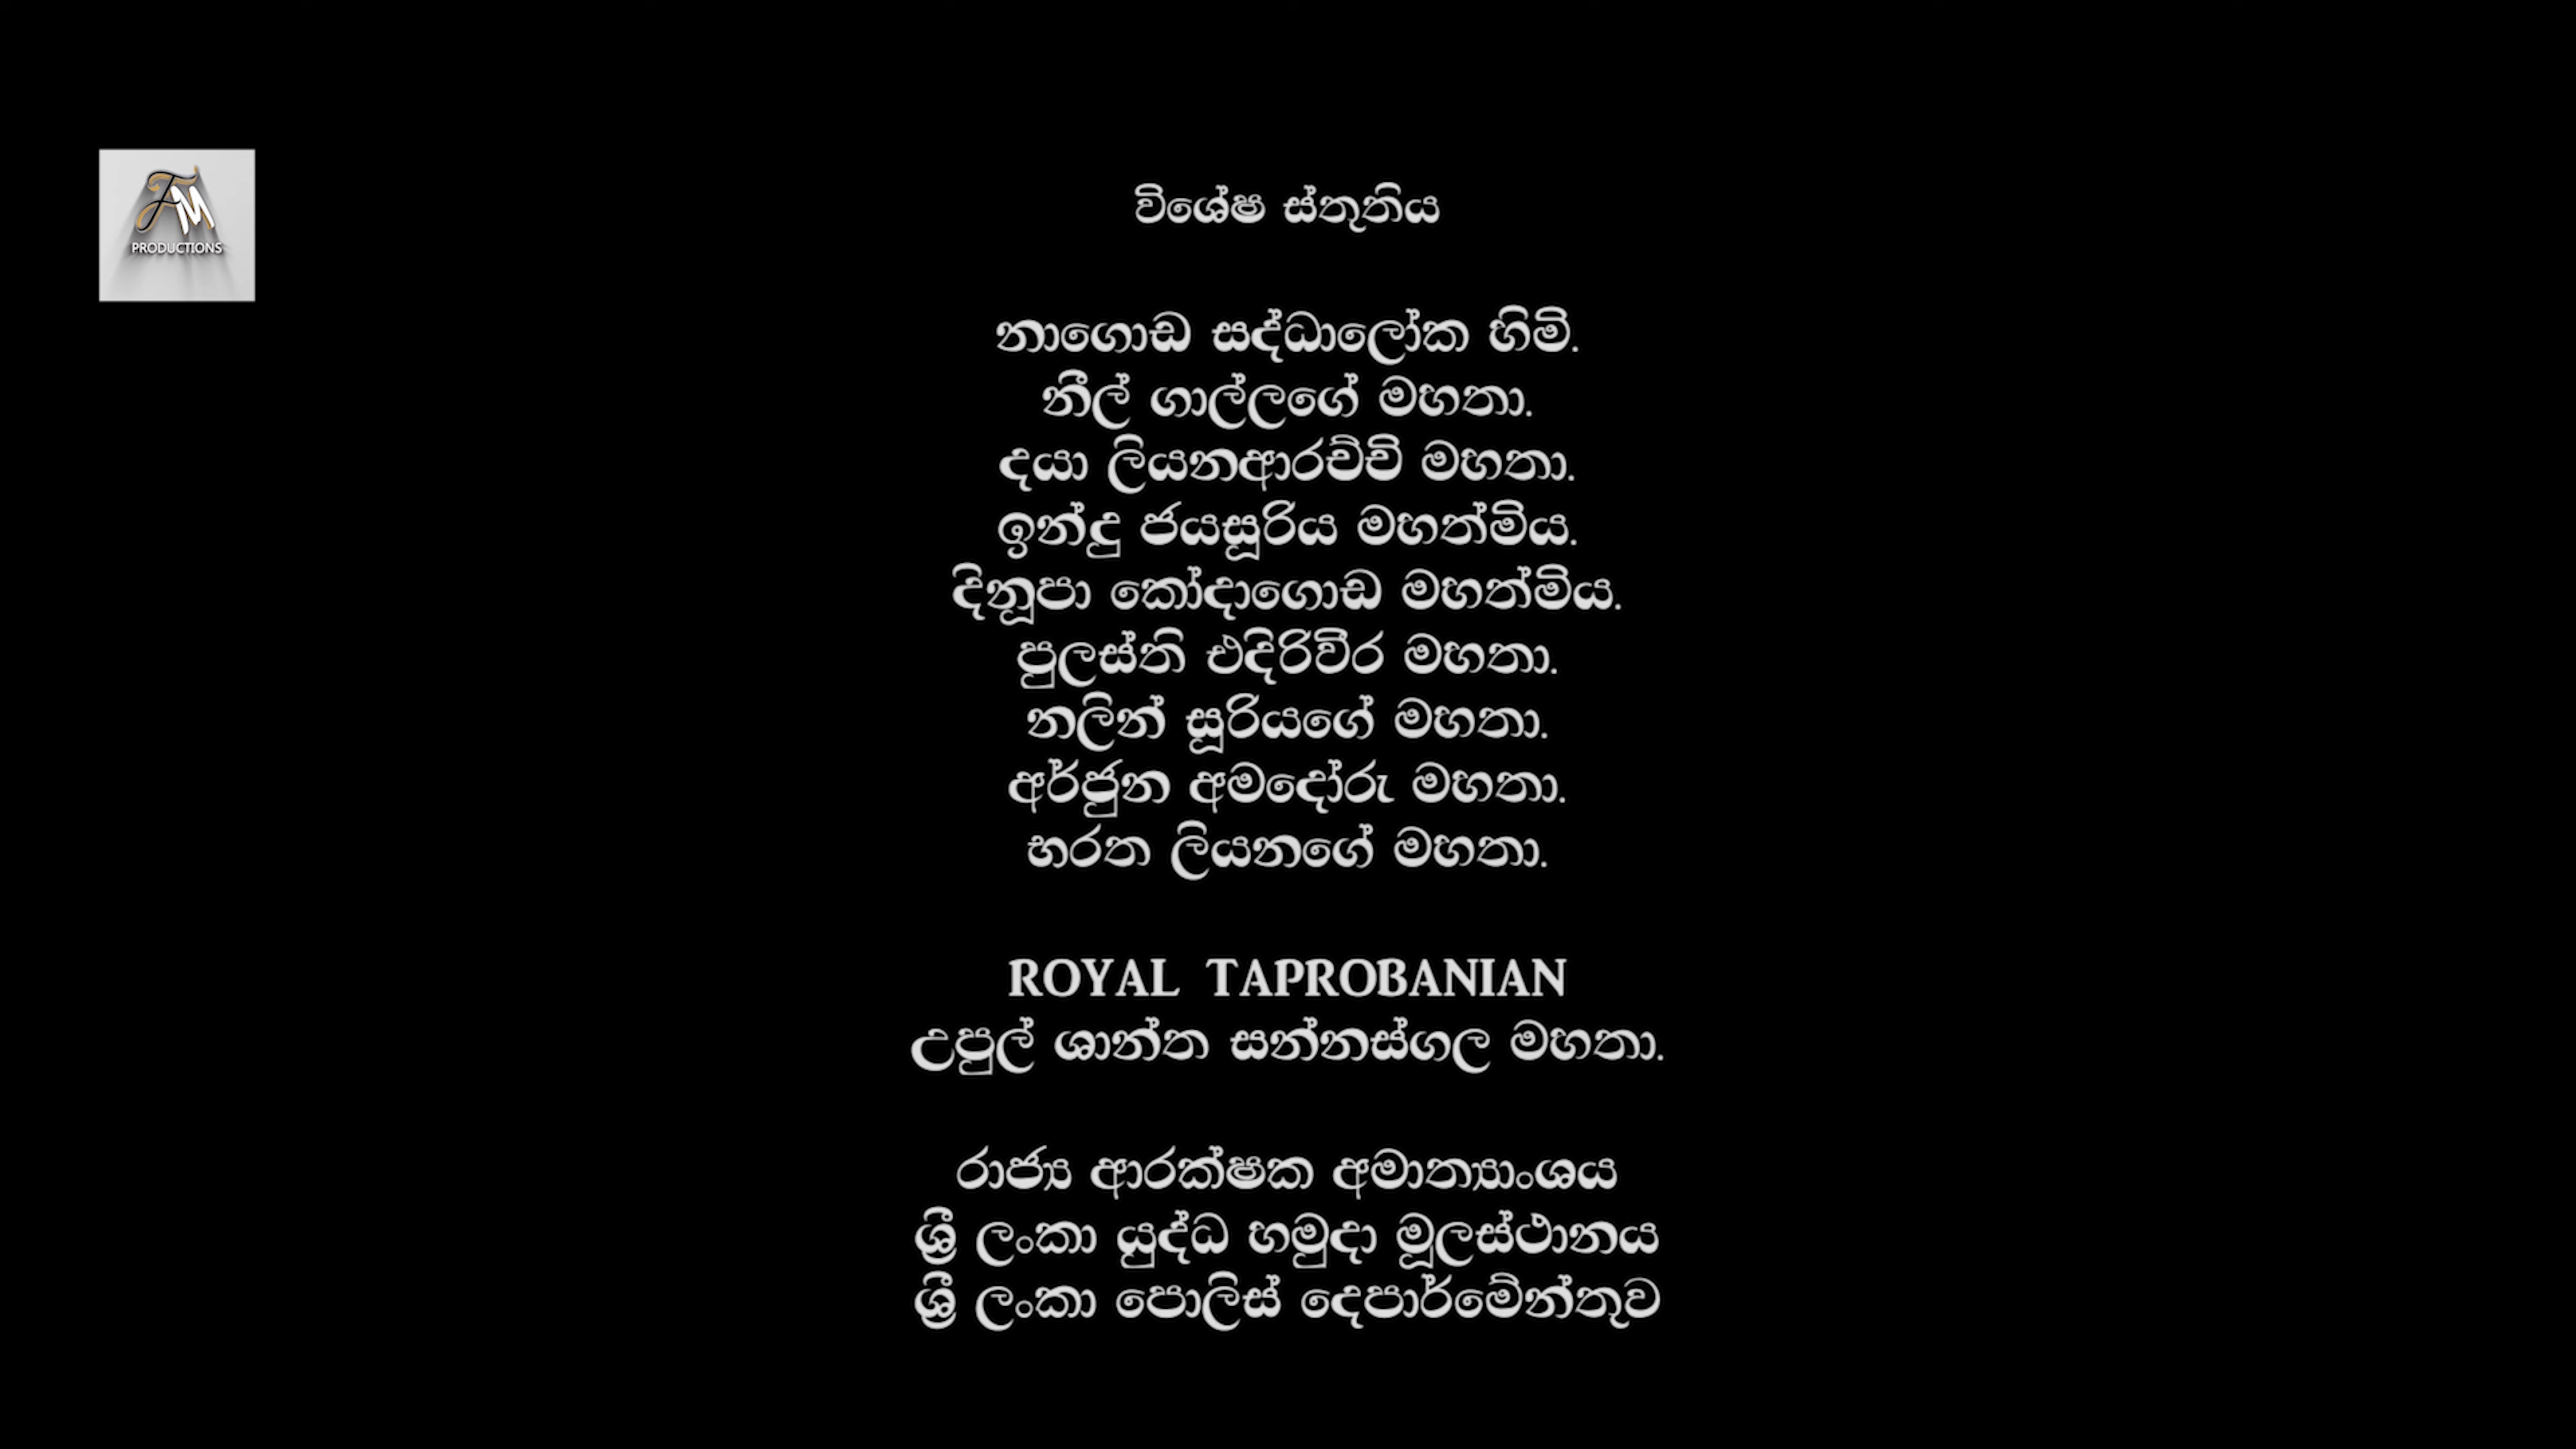 FM
PRODUCTIONS
විශේෂ ස්තූතිය
නාගොඩ සද්ධාලෝක හිමි.
නීල් ගාල්ලගේ මහතා.
දයා ලියනආරච්චි මහතා.
ඉන්දු ජයසූරිය මහත්මිය.
දිනූපා කෝදාගොඩ මහත්මිය.
පුලස්ති එදිරිවීර මහතා.
නලින් සූරියගේ මහතා.
අර්ජුන අමදෝරු මහතා.
භරත ලියනගේ මහතා.
ROYAL TAPROBANIAN
උපුල් ශාන්ත සන්නස්ගල මහතා.
රාජ්‍ය ආරක්ෂක අමාත්‍යාංශය
ශ්‍රී ලංකා යුද්ධ හමුදා මූලස්ථානය
ශ්‍රී ලංකා පොලිස් දෙපාර්මේන්තුව